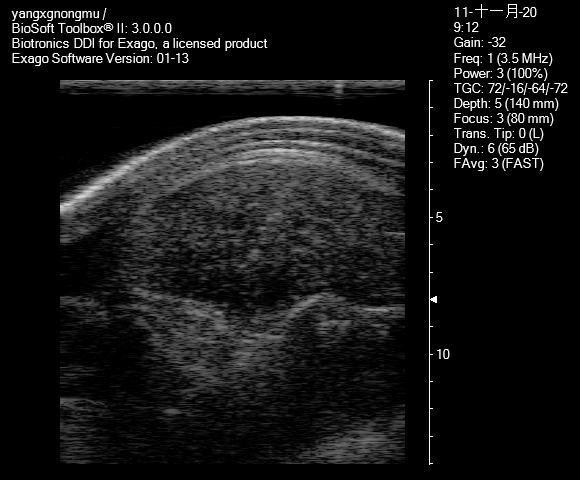 yangxgnongmu /
BioSoft Toolbox® II: 3.0.0.0
Biotronics DDI for Exago, a licensed product
Exago Software Version: 01-13
11-十一月-20
9:12
Gain: -32
Freq: 1 (3.5 MHz)
Power: 3 (100%)
TGC: 72/-16/-64/-72
Depth: 5 (140 mm)
Focus: 3 (80 mm)
Trans. Tip: 0 (L)
Dyn.: 6 (65 dB)
FAvg: 3 (FAST)
5
10